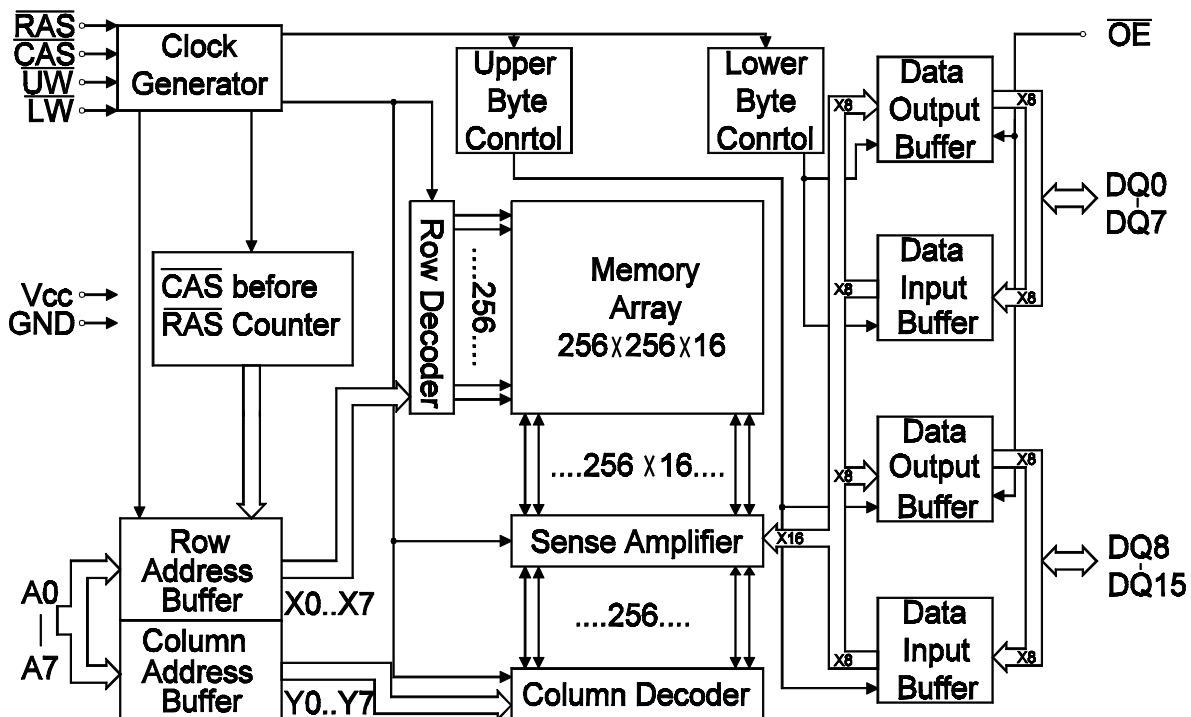 RAS
CAS
UW
LW
Clock
Generator
Upper
Byte
Conrtol
Lower
Byte
Conrtol
Data
Output
Buffer
OE
X8
X8
DQ0
-
DQ7
Data
Input
Buffer
X8
X8
Vcc
GND
CAS before
RAS Counter
Row Decoder
....256....
Memory
Array
256X256X16
....256 X16....
Sense Amplifier
X16
....256....
Column Decoder
Data
Output
Buffer
X8
X8
DQ8
-
DQ15
Data
Input
Buffer
X8
X8
A0
|
A7
Row
Address
Buffer
X0..X7
Column
Address
Buffer
Y0..Y7